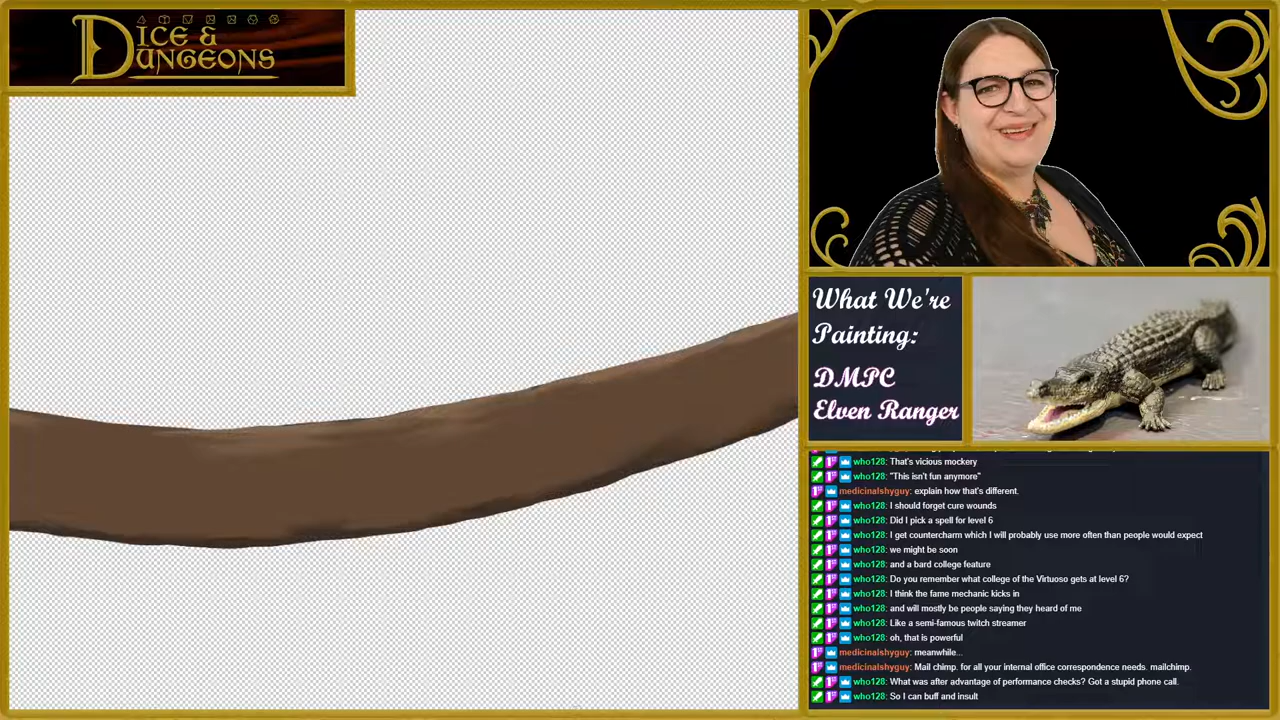 Dice &
Dungeons
What We're
Painting:
DMPC
Elven Ranger
who128: That's vicious mockery
who128: "This isn't fun anymore"
medicinalshyguy: explain how that's different.
who128: I should forget cure wounds
who128: Did I pick a spell for level 6
who128: I get countercharm which I will probably use more often than people would expect
who128: we might be soon
who128: and a bard college feature
who128: Do you remember what college of the Virtuoso gets at level 6?
who128: I think the fame mechanic kicks in
who128: and will mostly be people saying they heard of me
who128: Like a semi-famous twitch streamer
who128: oh, that is powerful
medicinalshyguy: meanwhile...
medicinalshyguy: Mail chimp. for all your internal office correspondence needs. mailchimp.
who128: What was after advantage of performance checks? Got a stupid phone call.
who128: So I can buff and insult